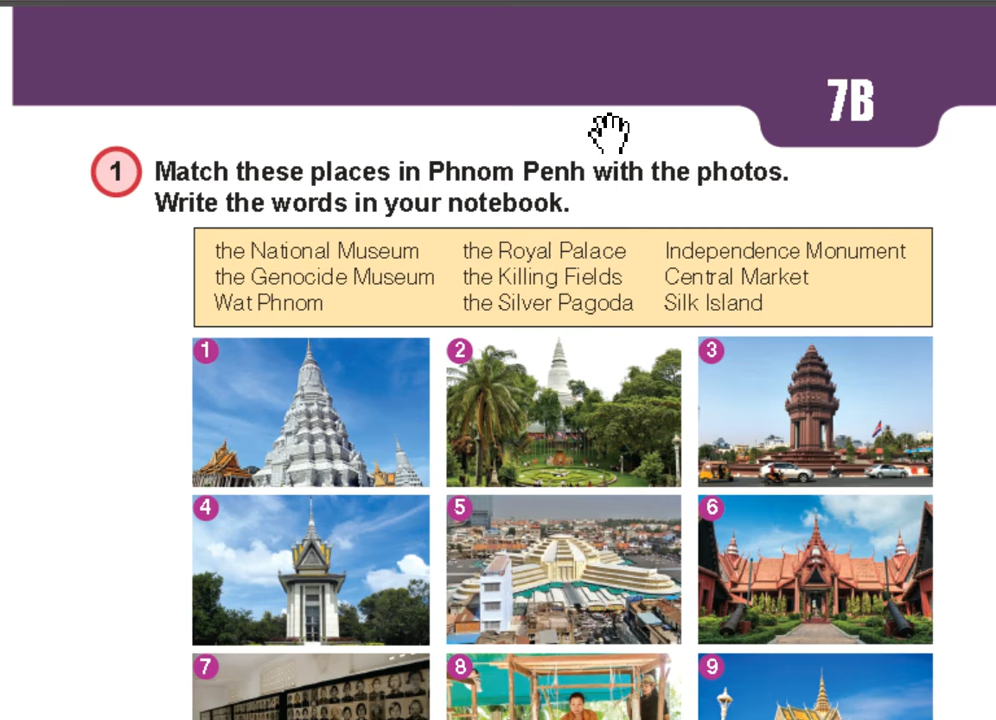 7B
1 Match these places in Phnom Penh with the photos.
Write the words in your notebook.
the National Museum the Royal Palace Independence Monument
the Genocide Museum the Killing Fields Central Market
Wat Phnom the Silver Pagoda Silk Island
1 2 3
4 5 6
7 8 9